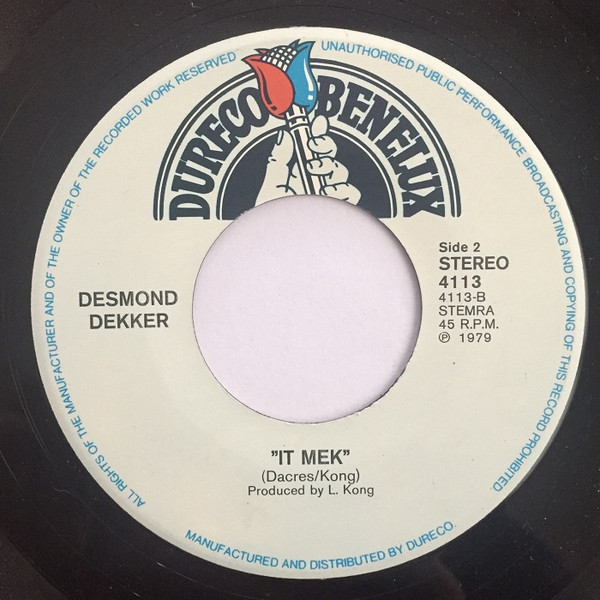 ALL RIGHTS OF THE MANUFACTURER AND OF THE OWNER OF THE RECORDED WORK RESERVED
UNAUTHORISED PUBLIC PERFORMANCE BROADCASTING AND COPYING OF THIS RECORD PROHIBITED
DURECO BENELUX
DESMOND
DEKKER
Side 2
STEREO
4113
4113-B
STEMRA
45 R.P.M.
℗ 1979
"IT MEK"
(Dacres/Kong)
Produced by L. Kong
MANUFACTURED AND DISTRIBUTED BY DURECO.